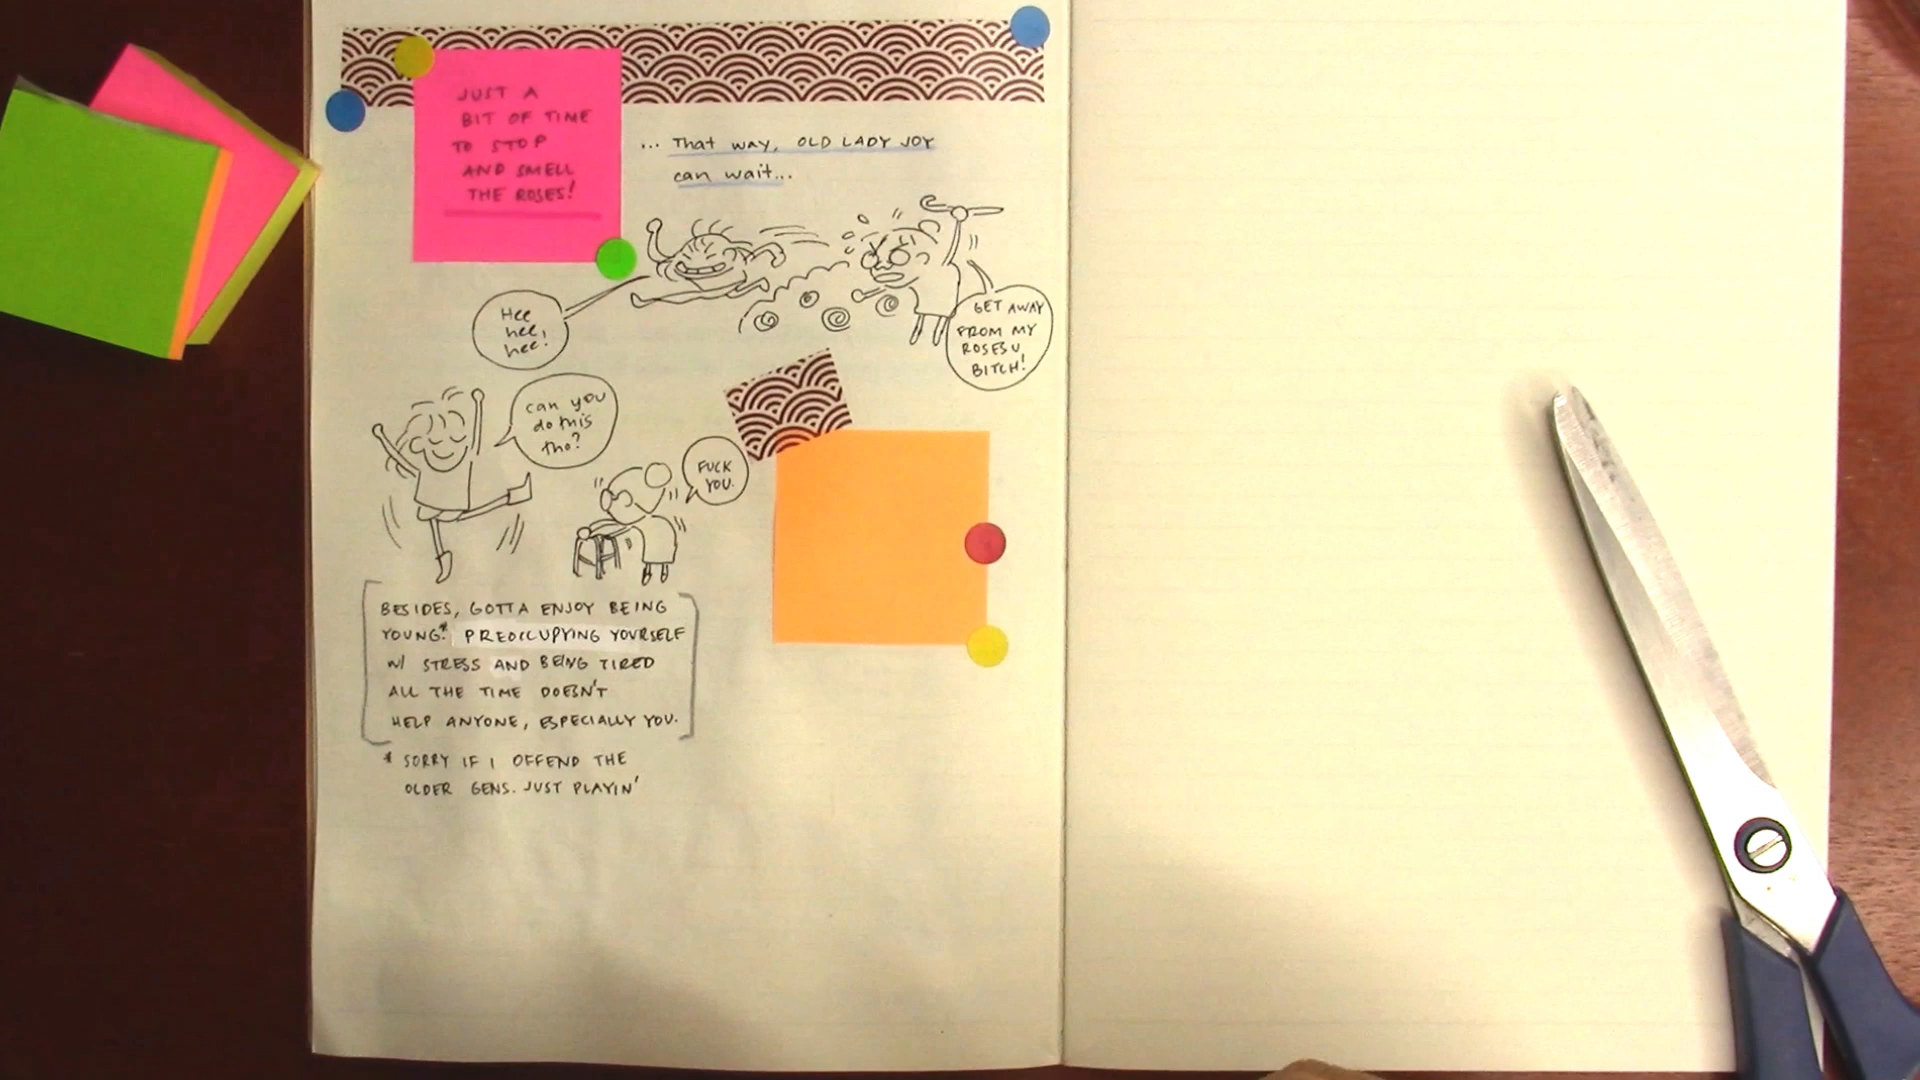 JUST A
BIT OF TIME
TO STOP
AND SMELL
THE ROSES!
... That way, OLD LADY JOY
can wait...
Hee
hee,
hee!
GET AWAY
FROM MY
ROSES U
BITCH!
can you
do this
tho?
FUCK
YOU.
BESIDES, GOTTA ENJOY BEING
YOUNG.* PREOCCUPYING YOURSELF
W/ STRESS AND BEING TIRED
ALL THE TIME DOESN'T
HELP ANYONE, ESPECIALLY YOU.
* SORRY IF I OFFEND THE
OLDER GENS. JUST PLAYIN'